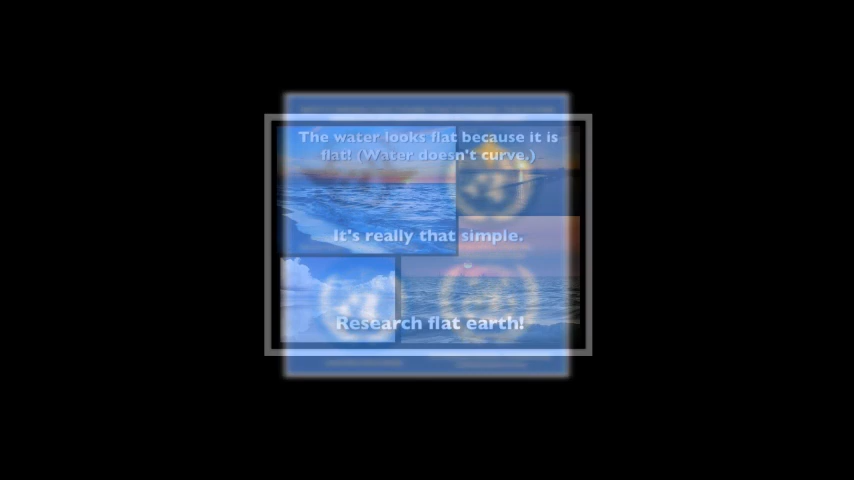 The water looks flat because it is
flat! (Water doesn't curve.)
It's really that simple.
Research flat earth!